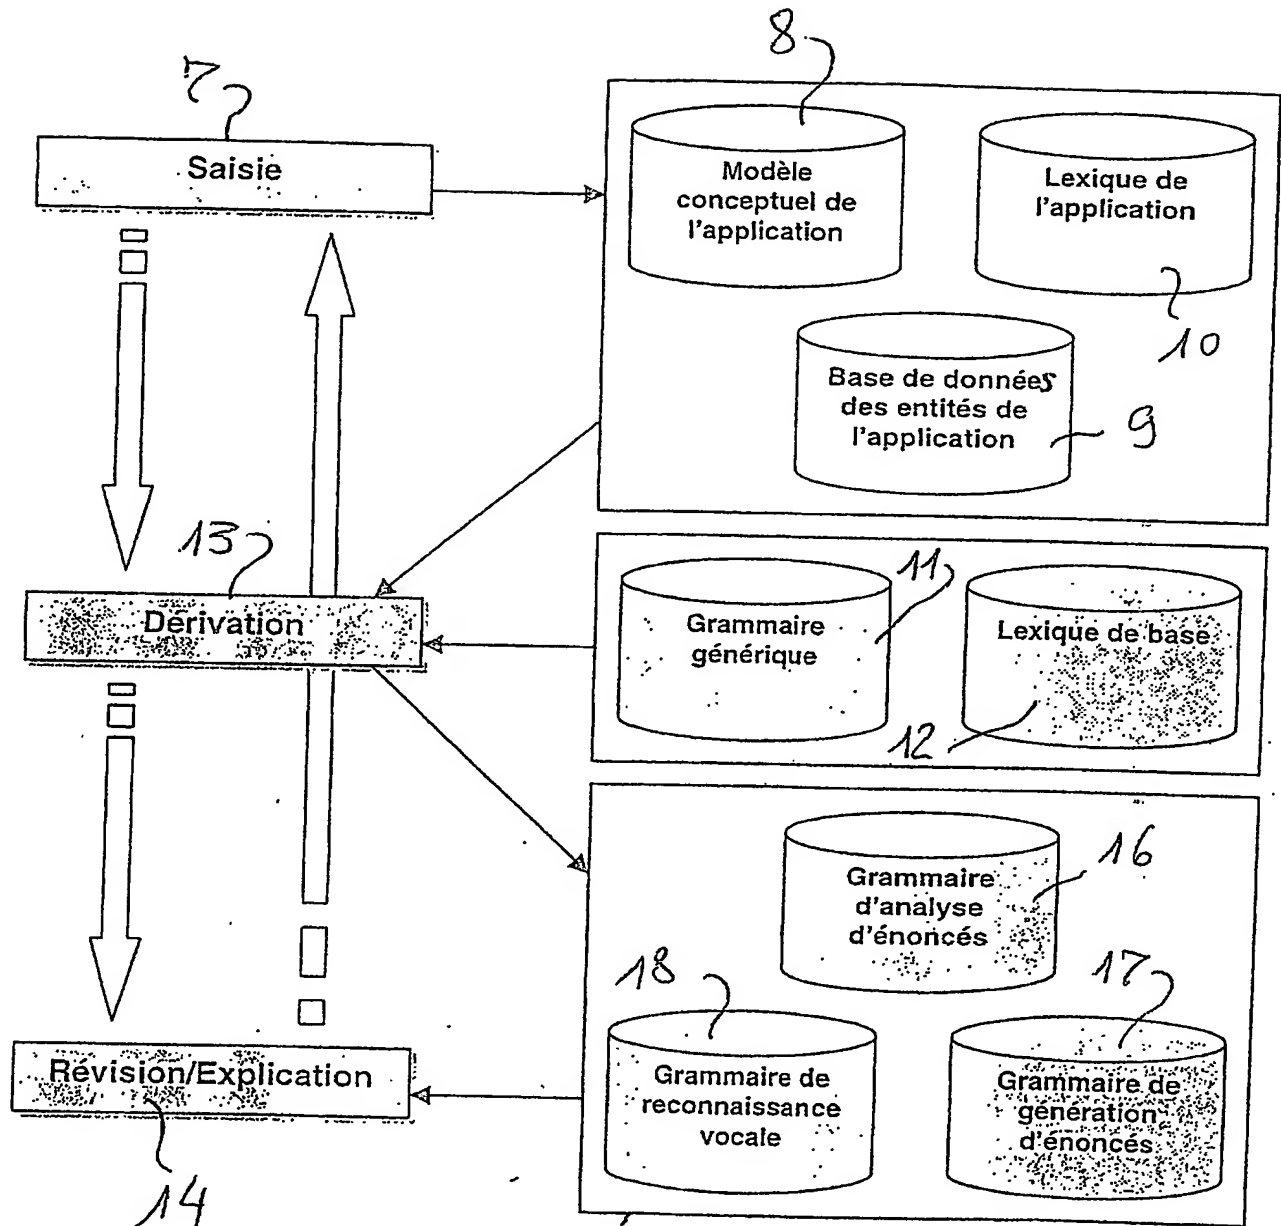 7
8
Saisie
Modèle
conceptuel de
l'application
Lexique de
l'application
10
Base de données
des entités de
l'application
9
13
Dérivation
11
Grammaire
générique
Lexique de base
12
16
Grammaire
d'analyse
d'énoncés
18
17
Révision/Explication
Grammaire de
reconnaissance
vocale
Grammaire de
génération
d'énoncés
14